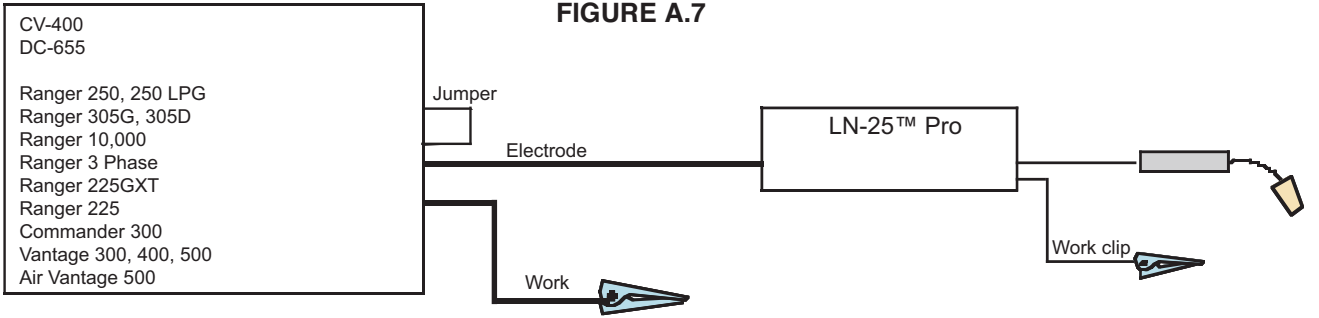 FIGURE A.7
CV-400
DC-655
Ranger 250, 250 LPG
Ranger 305G, 305D
Ranger 10,000
Ranger 3 Phase
Ranger 225GXT
Ranger 225
Commander 300
Vantage 300, 400, 500
Air Vantage 500
Jumper
Electrode
Work
LN-25™ Pro
Work clip